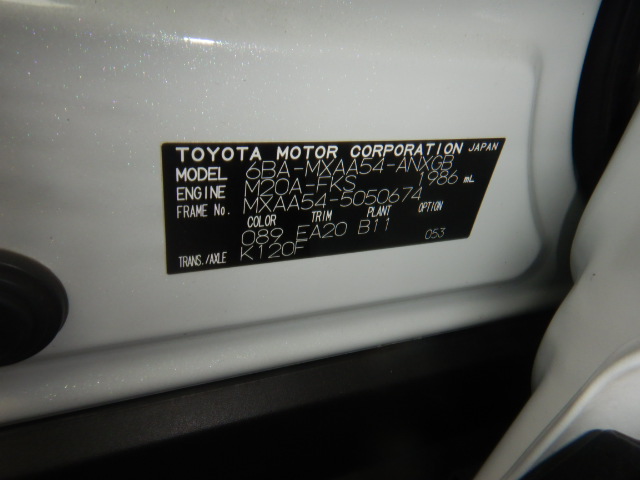 TOYOTA MOTOR CORPORATION JAPAN
MODEL 6BA-MXAA54-ANXGB
ENGINE M20A-FKS 1986 mL
FRAME No. MXAA54-5050674
COLOR TRIM PLANT OPTION
089 EA20 B11 053
TRANS./AXLE K120F